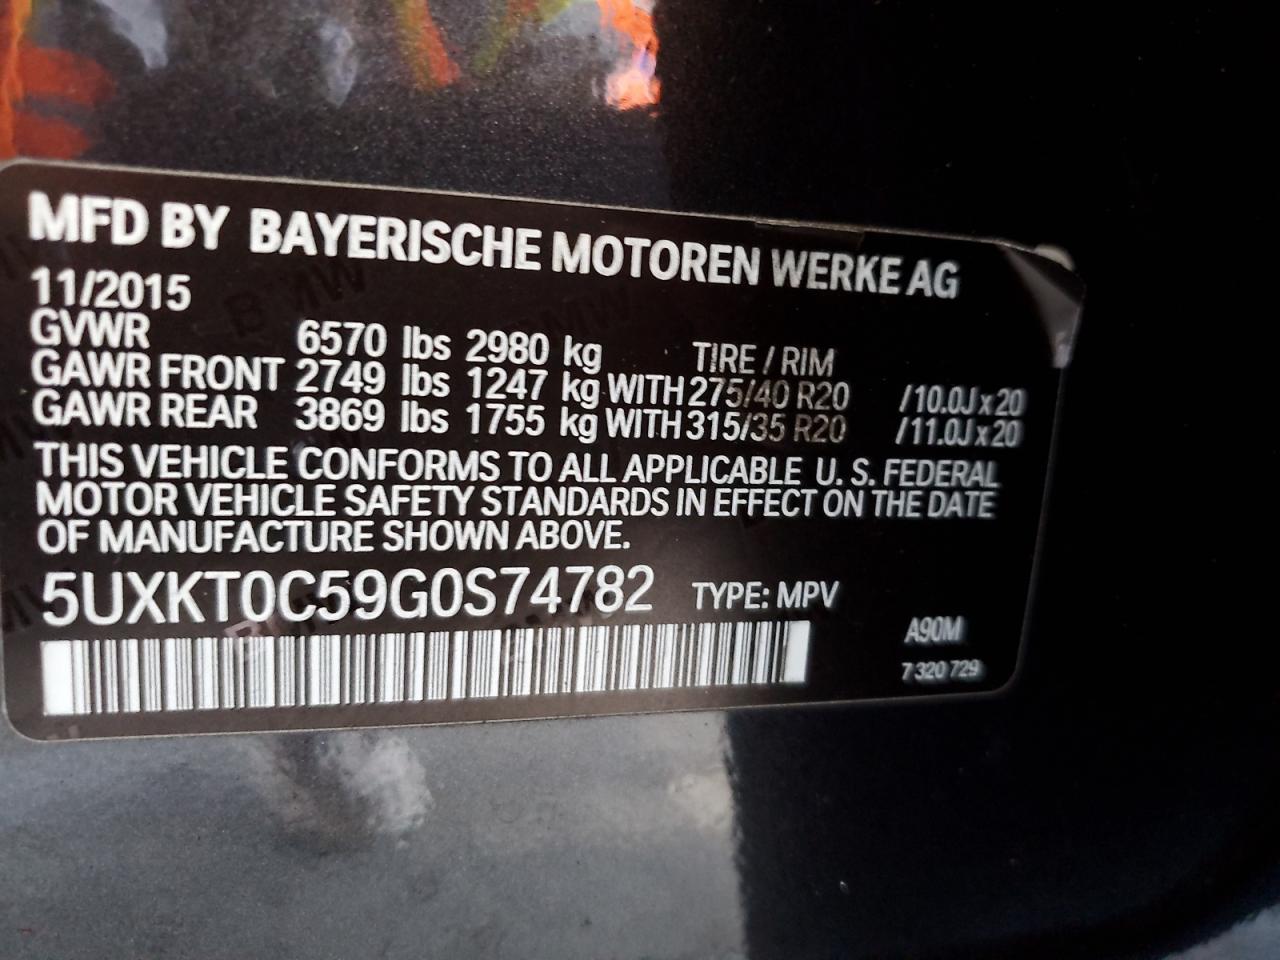 MFD BY BAYERISCHE MOTOREN WERKE AG
11/2015
GVWR 6570 lbs 2980 kg TIRE / RIM
GAWR FRONT 2749 lbs 1247 kg WITH 275/40 R20 /10.0J x 20
GAWR REAR 3869 lbs 1755 kg WITH 315/35 R20 /11.0J x 20
THIS VEHICLE CONFORMS TO ALL APPLICABLE U. S. FEDERAL
MOTOR VEHICLE SAFETY STANDARDS IN EFFECT ON THE DATE
OF MANUFACTURE SHOWN ABOVE.
5UXKT0C59G0S74782 TYPE: MPV
A90M
7 320 729